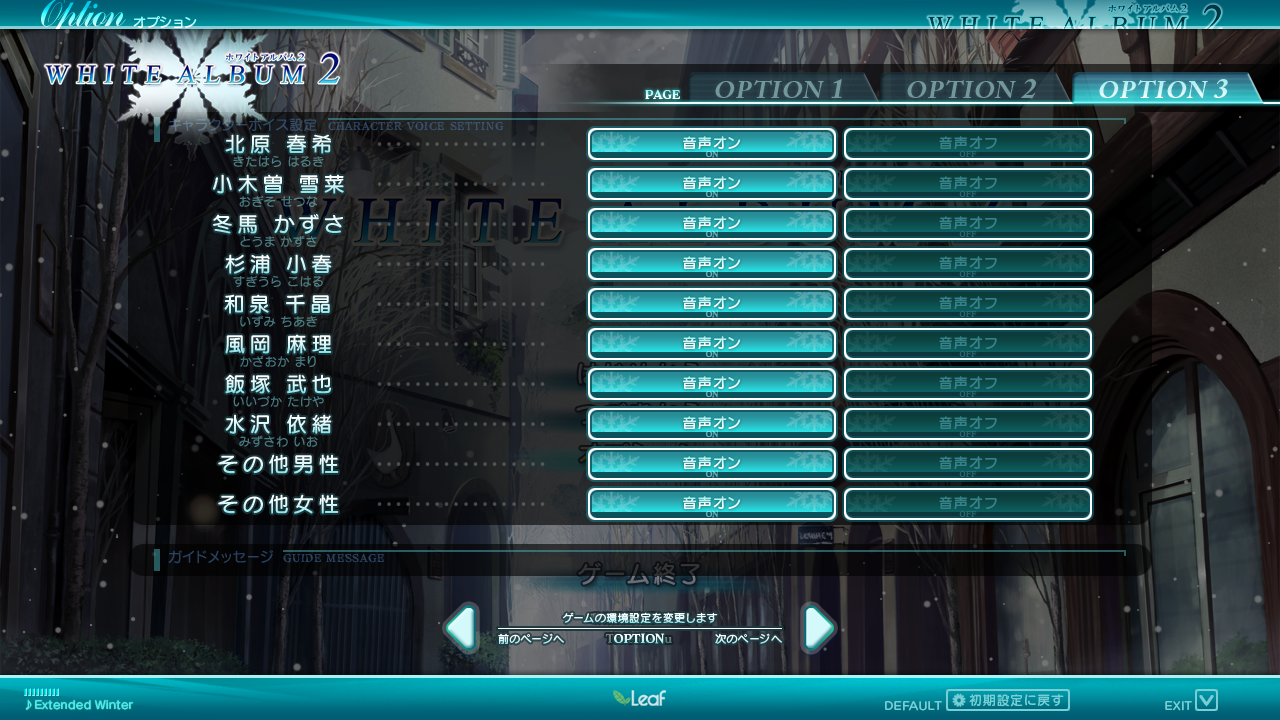 Option オプション
ホワイトアルバム2
WHITE ALBUM 2
ホワイトアルバム2
WHITE ALBUM 2
PAGE OPTION 1 OPTION 2 OPTION 3
キャラクターボイス設定 CHARACTER VOICE SETTING
北原 春希 音声オン 音声オフ
きたはら はるき ON OFF
小木曽 雪菜 音声オン 音声オフ
おぎそ せつな ON OFF
冬馬 かずさ 音声オン 音声オフ
とうま かずさ ON OFF
杉浦 小春 音声オン 音声オフ
すぎうら こはる ON OFF
和泉 千晶 音声オン 音声オフ
いずみ ちあき ON OFF
風岡 麻理 音声オン 音声オフ
かざおか まり ON OFF
飯塚 武也 音声オン 音声オフ
いいづか たけや ON OFF
水沢 依緒 音声オン 音声オフ
みずさわ いお ON OFF
その他男性 音声オン 音声オフ
ON OFF
その他女性 音声オン 音声オフ
ON OFF
ガイドメッセージ GUIDE MESSAGE
ゲーム終了
ゲームの環境設定を変更します
前のページへ OPTION 次のページへ
♪Extended Winter
Leaf
DEFAULT 初期設定に戻す
EXIT